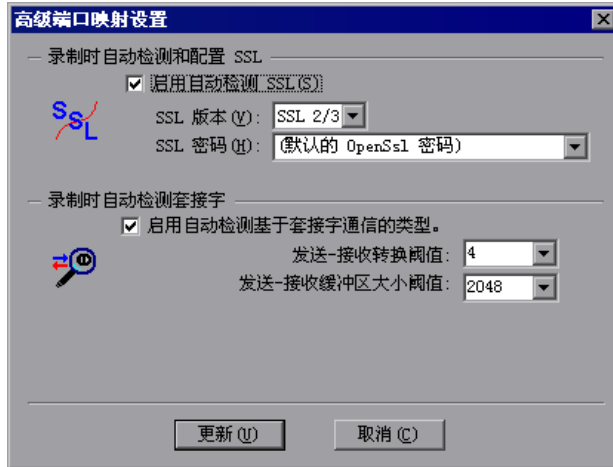 高级端口映射设置
录制时自动检测和配置 SSL
启用自动检测 SSL(S)
SSL
SSL 版本(V): SSL 2/3
SSL 密码(H): (默认的 OpenSsl 密码)
录制时自动检测套接字
启用自动检测基于套接字通信的类型。
发送-接收转换阈值: 4
发送-接收缓冲区大小阈值: 2048
更新(U) 取消(C)